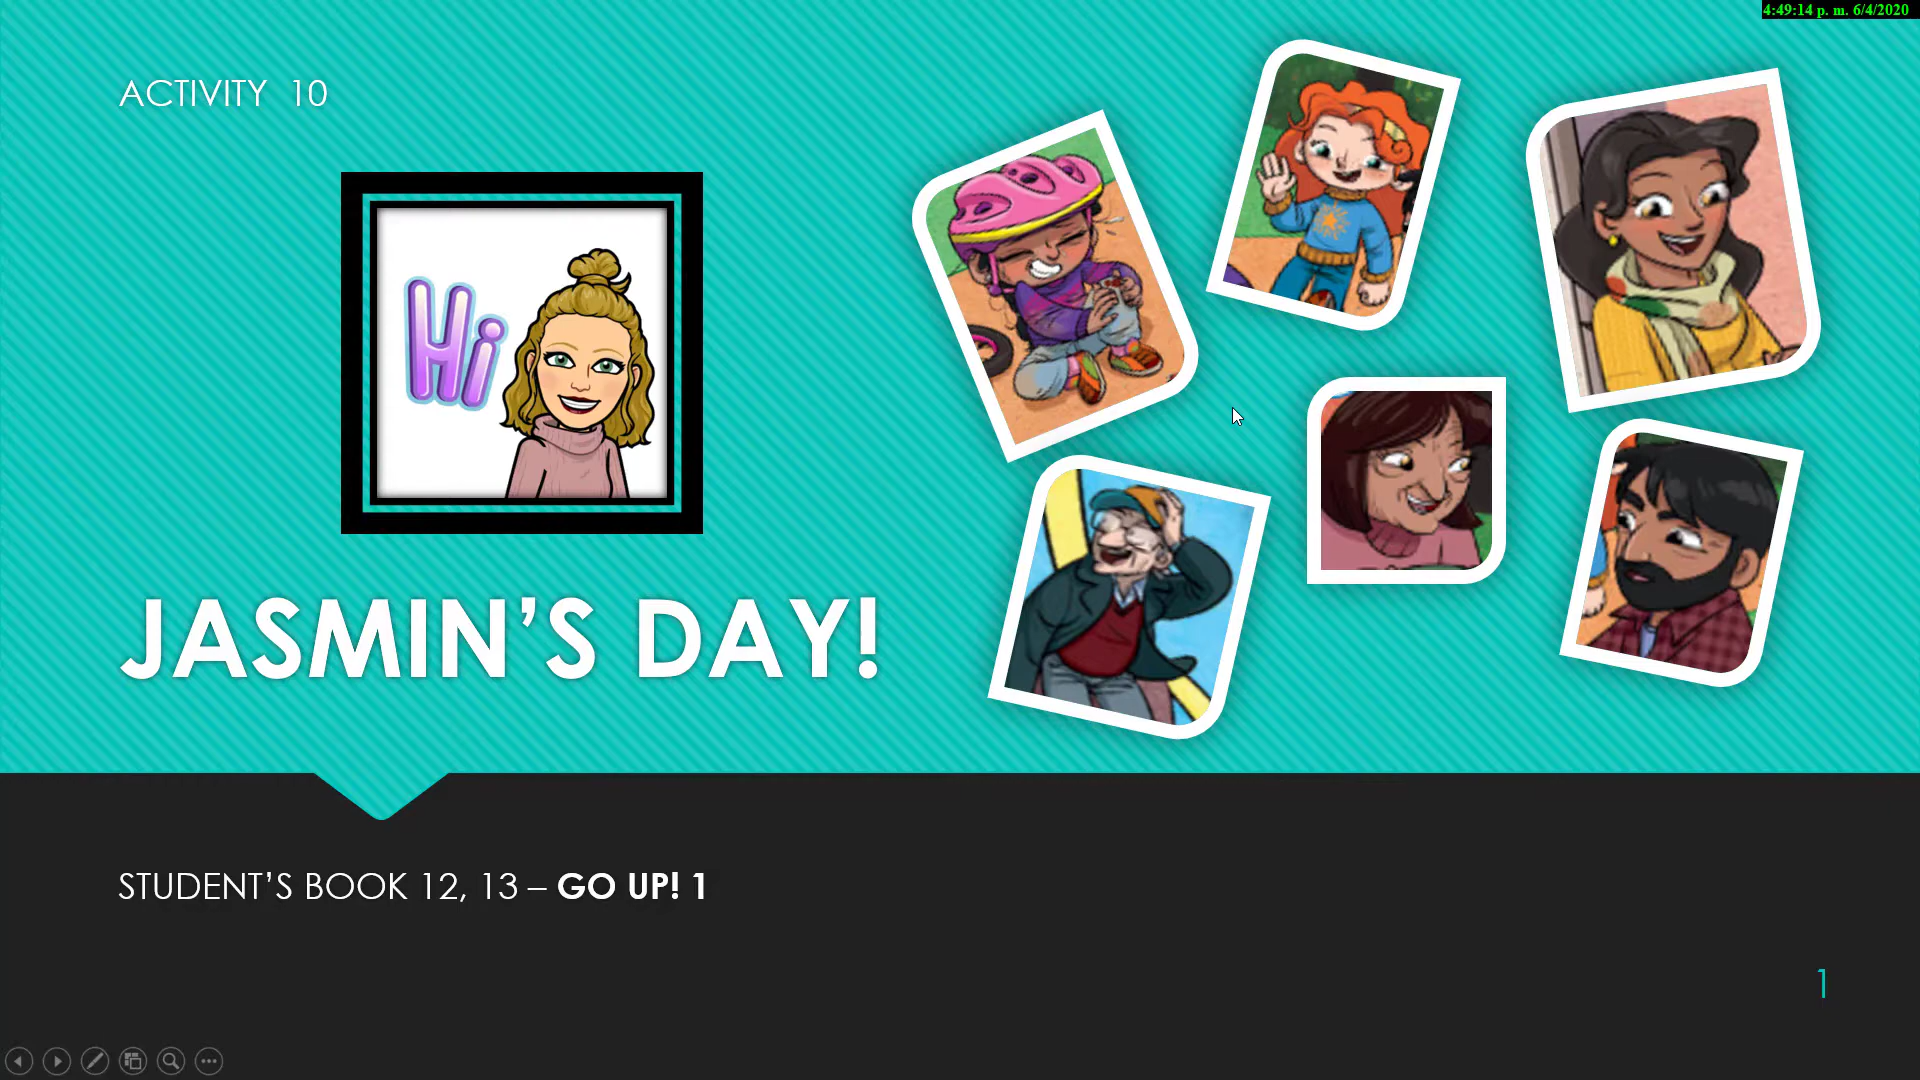 4:49:14 p. m. 6/4/2020
ACTIVITY 10
Hi
JASMIN’S DAY!
STUDENT’S BOOK 12, 13 – GO UP! 1
1